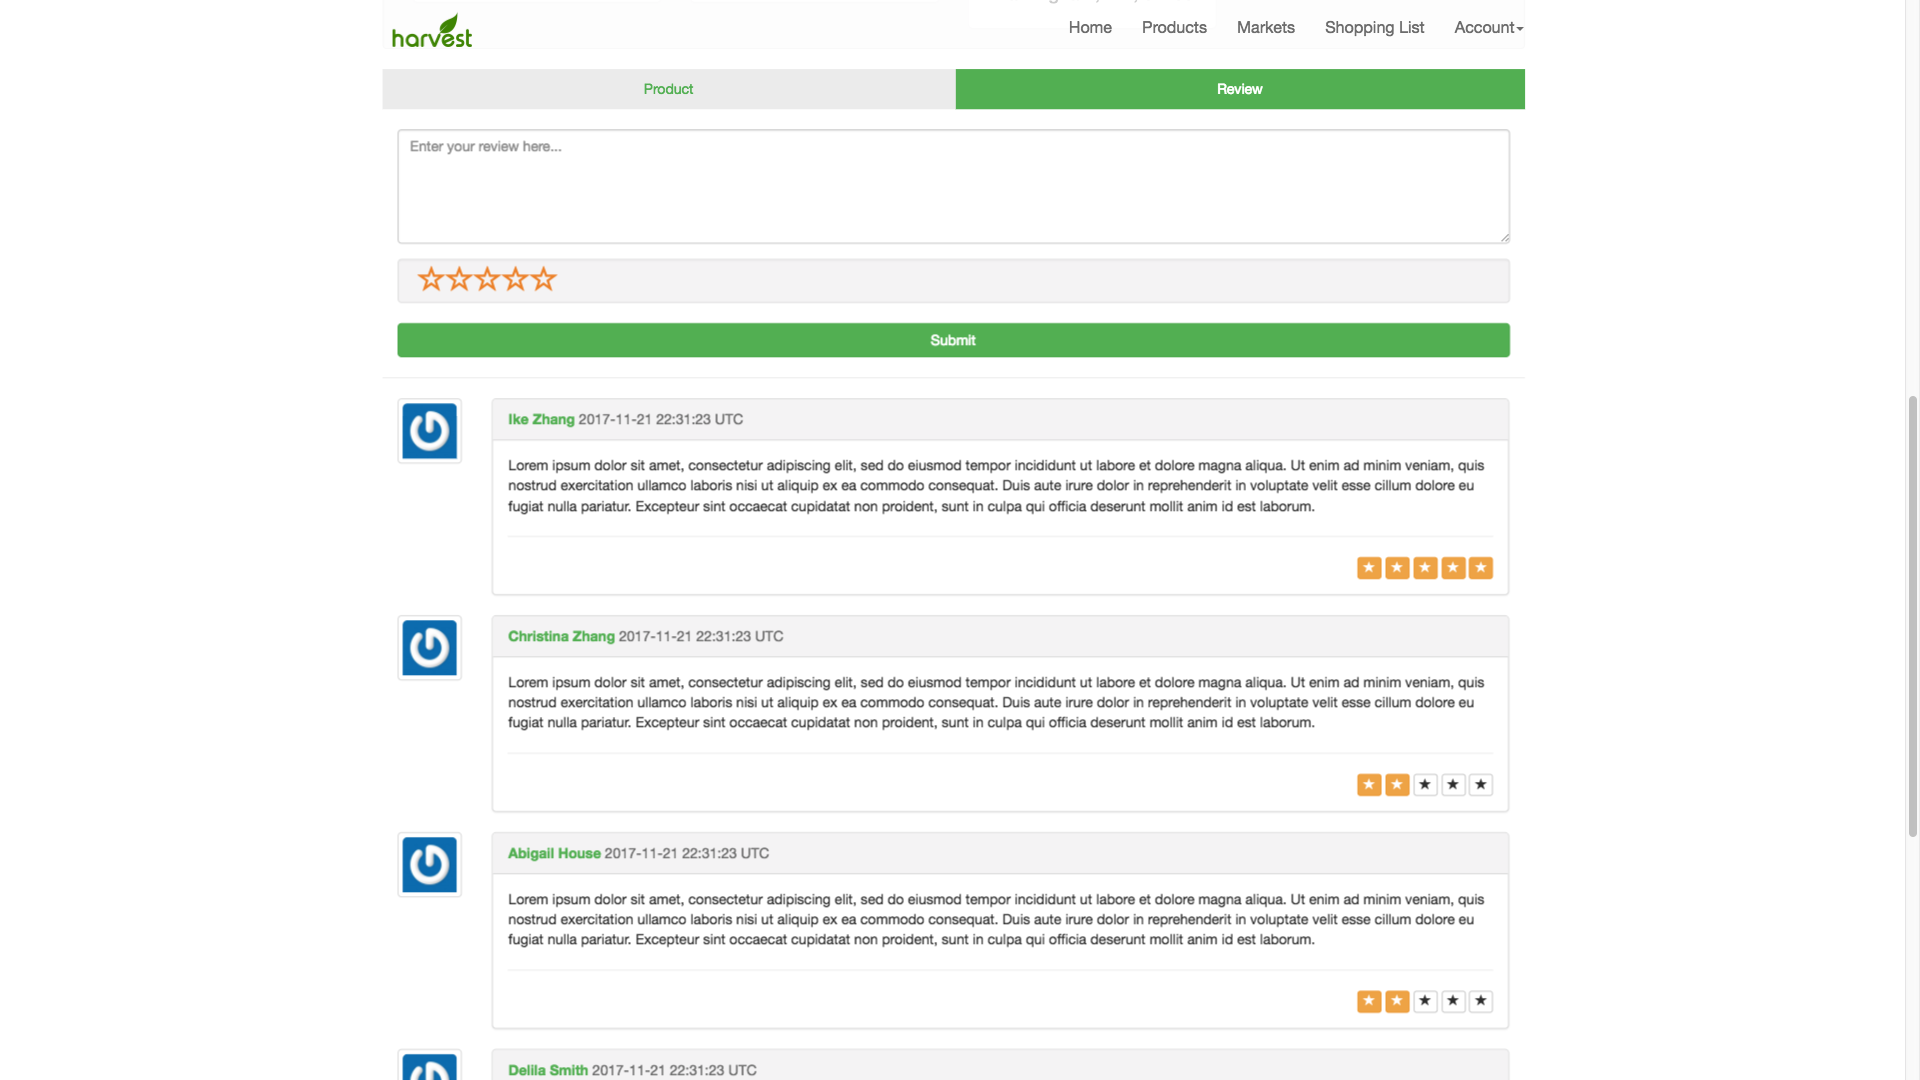 harvest
Home Products Markets Shopping List Account
Product Review
Enter your review here...
Submit
Ike Zhang 2017-11-21 22:31:23 UTC
Lorem ipsum dolor sit amet, consectetur adipiscing elit, sed do eiusmod tempor incididunt ut labore et dolore magna aliqua. Ut enim ad minim veniam, quis
nostrud exercitation ullamco laboris nisi ut aliquip ex ea commodo consequat. Duis aute irure dolor in reprehenderit in voluptate velit esse cillum dolore eu
fugiat nulla pariatur. Excepteur sint occaecat cupidatat non proident, sunt in culpa qui officia deserunt mollit anim id est laborum.
Christina Zhang 2017-11-21 22:31:23 UTC
Lorem ipsum dolor sit amet, consectetur adipiscing elit, sed do eiusmod tempor incididunt ut labore et dolore magna aliqua. Ut enim ad minim veniam, quis
nostrud exercitation ullamco laboris nisi ut aliquip ex ea commodo consequat. Duis aute irure dolor in reprehenderit in voluptate velit esse cillum dolore eu
fugiat nulla pariatur. Excepteur sint occaecat cupidatat non proident, sunt in culpa qui officia deserunt mollit anim id est laborum.
Abigail House 2017-11-21 22:31:23 UTC
Lorem ipsum dolor sit amet, consectetur adipiscing elit, sed do eiusmod tempor incididunt ut labore et dolore magna aliqua. Ut enim ad minim veniam, quis
nostrud exercitation ullamco laboris nisi ut aliquip ex ea commodo consequat. Duis aute irure dolor in reprehenderit in voluptate velit esse cillum dolore eu
fugiat nulla pariatur. Excepteur sint occaecat cupidatat non proident, sunt in culpa qui officia deserunt mollit anim id est laborum.
Delila Smith 2017-11-21 22:31:23 UTC